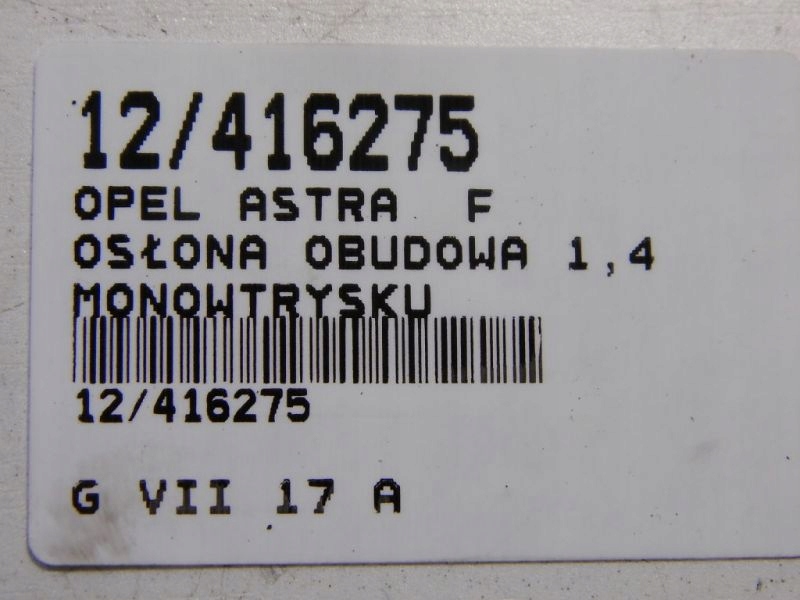 12/416275
OPEL ASTRA F
OSŁONA OBUDOWA 1,4
MONOWTRYSKU
12/416275
G VII 17 A